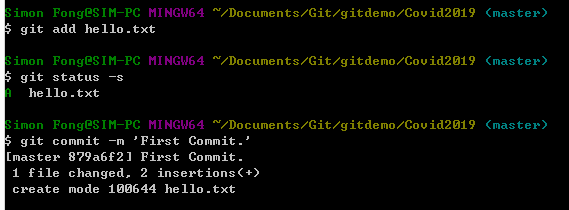 Simon Fong@SIM-PC MINGW64 ~/Documents/Git/gitdemo/Covid2019 (master)
$ git add hello.txt
Simon Fong@SIM-PC MINGW64 ~/Documents/Git/gitdemo/Covid2019 (master)
$ git status -s
A  hello.txt
Simon Fong@SIM-PC MINGW64 ~/Documents/Git/gitdemo/Covid2019 (master)
$ git commit -m 'First Commit.'
[master 879a6f2] First Commit.
 1 file changed, 2 insertions(+)
 create mode 100644 hello.txt